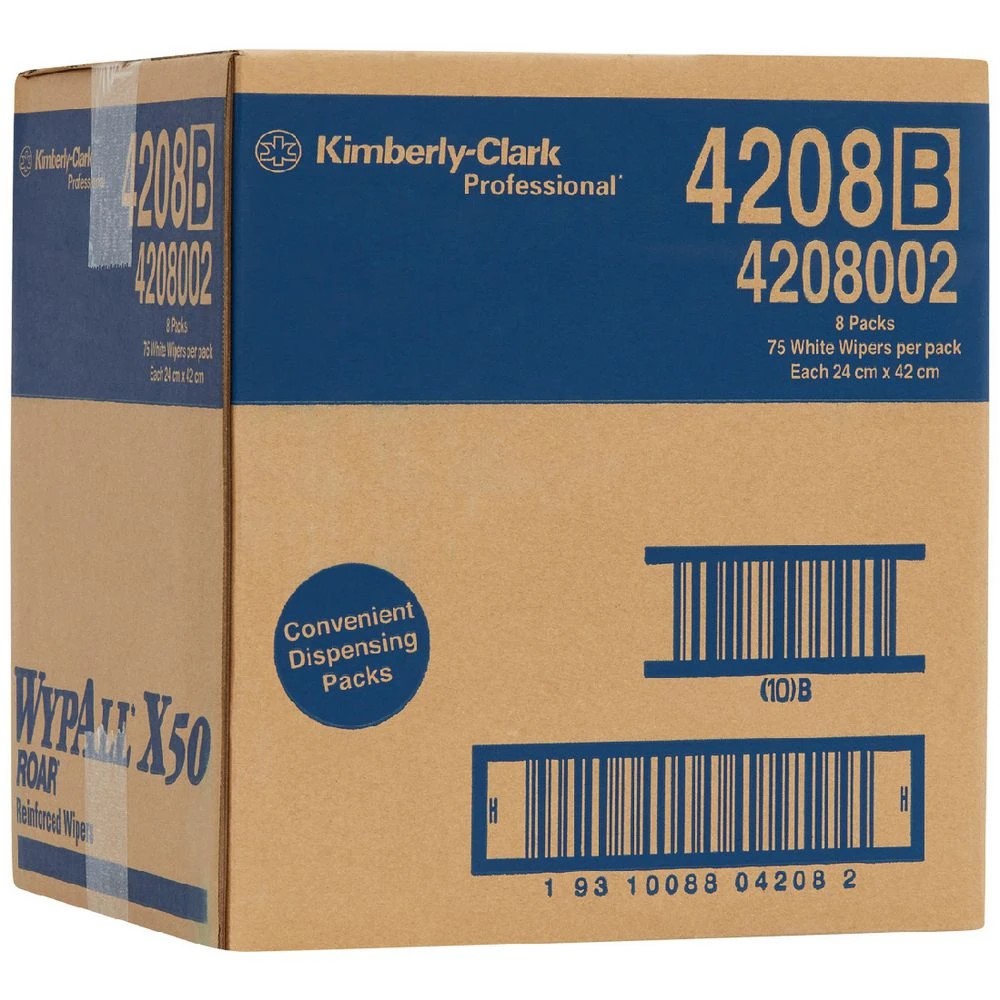 Kimberly-Clark
Professional
4208 B
4208002
8 Packs
75 White Wipers per pack
Each 24 cm x 42 cm
WYPALL* X50
ROAR*
Reinforced Wipers
Kimberly-Clark
Professional*
4208 B
4208002
8 Packs
75 White Wipers per pack
Each 24 cm x 42 cm
Convenient
Dispensing
Packs
(10)B
H H
1 93 10088 04208 2